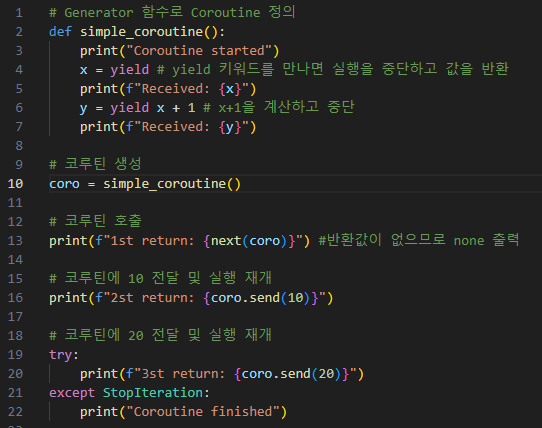 1 # Generator 함수로 Coroutine 정의
2 def simple_coroutine():
3     print("Coroutine started")
4     x = yield # yield 키워드를 만나면 실행을 중단하고 값을 반환
5     print(f"Received: {x}")
6     y = yield x + 1 # x+1을 계산하고 중단
7     print(f"Received: {y}")
8
9 # 코루틴 생성
10 coro = simple_coroutine()
11
12 # 코루틴 호출
13 print(f"1st return: {next(coro)}") #반환값이 없으므로 none 출력
14
15 # 코루틴에 10 전달 및 실행 재개
16 print(f"2st return: {coro.send(10)}")
17
18 # 코루틴에 20 전달 및 실행 재개
19 try:
20     print(f"3st return: {coro.send(20)}")
21 except StopIteration:
22     print("Coroutine finished")
23